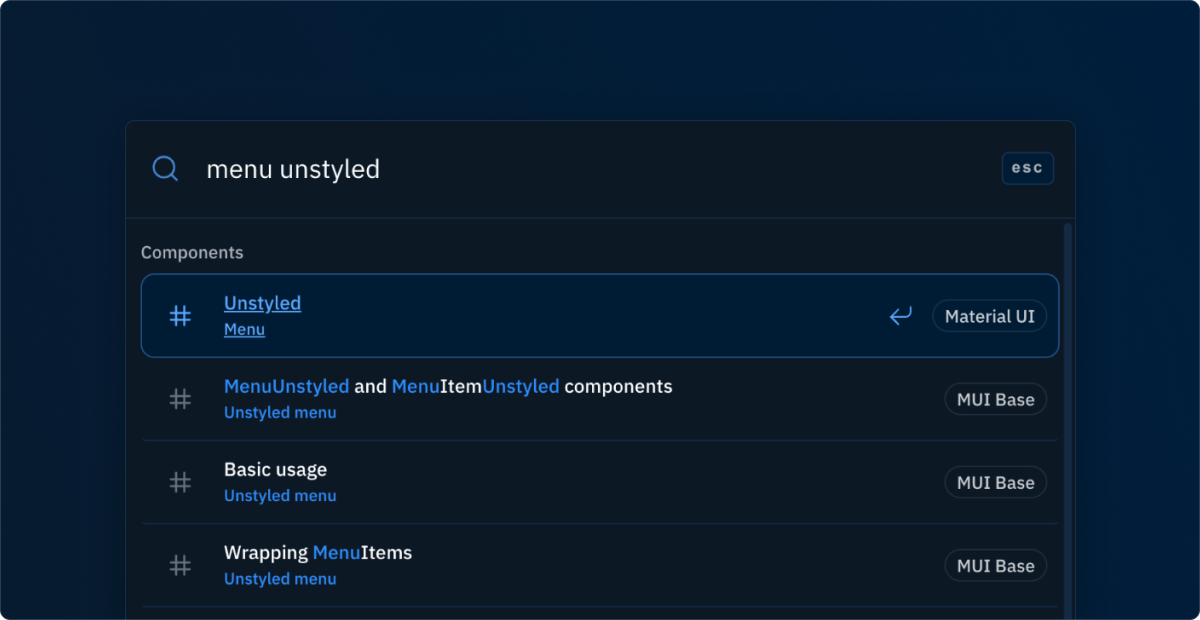 menu unstyled
esc
Components
Unstyled
Menu
Material UI
MenuUnstyled and MenuItemUnstyled components
Unstyled menu
MUI Base
Basic usage
Unstyled menu
MUI Base
Wrapping MenuItems
Unstyled menu
MUI Base